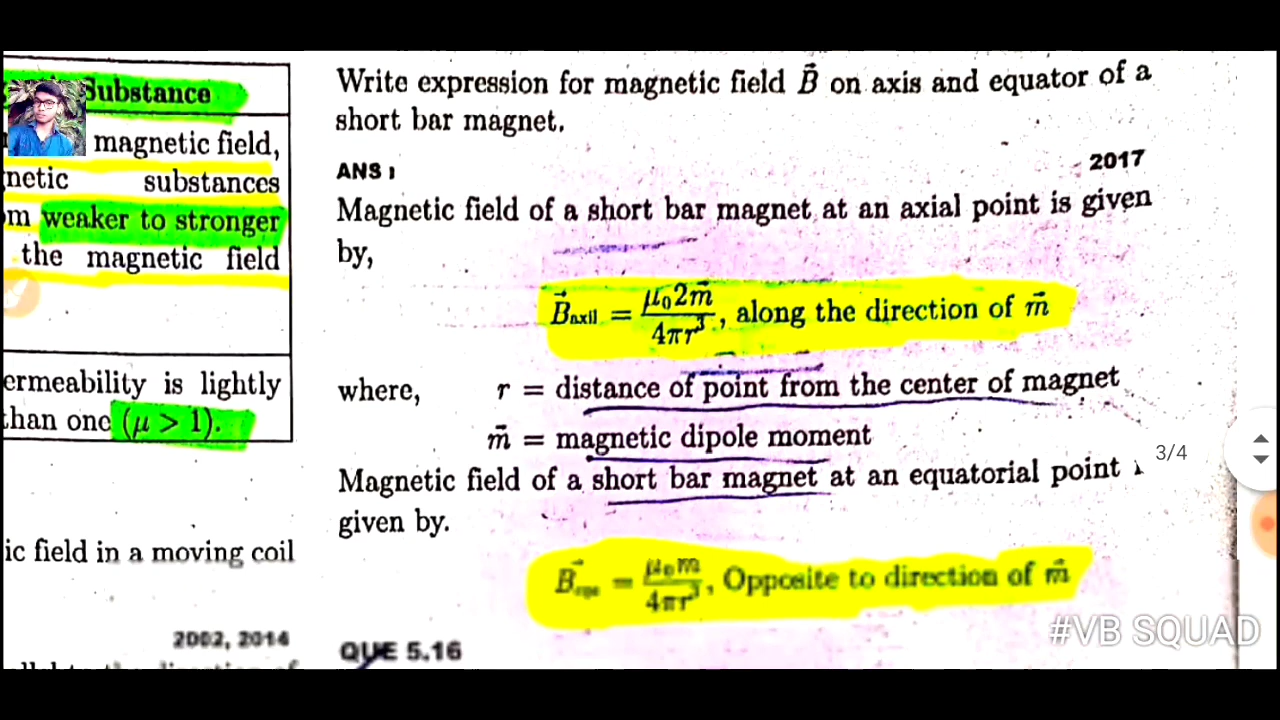 Substance
magnetic field,
netic substances
m weaker to stronger
the magnetic field
ermeability is lightly
than one (μ > 1).
ic field in a moving coil
2002, 2014
Write expression for magnetic field B⃗ on axis and equator of a
short bar magnet.
ANS :
2017
Magnetic field of a short bar magnet at an axial point is given
by,
B⃗axil = μ₀2m⃗/4πr³, along the direction of m⃗
where, r = distance of point from the center of magnet
m⃗ = magnetic dipole moment
Magnetic field of a short bar magnet at an equatorial point
given by.
B⃗equ = μ₀m/4πr³, Opposite to direction of m⃗
QUE 5.16
3/4
#VB SQUAD